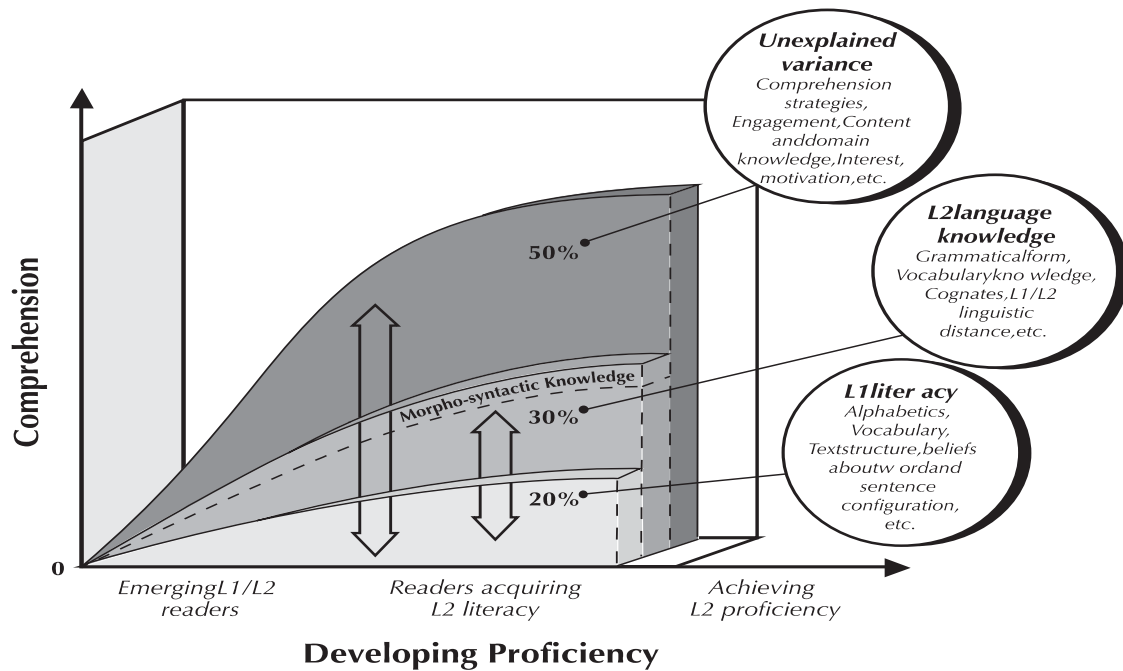 Unexplained
variance
Comprehension
strategies,
Engagement,Content
anddomain
knowledge,Interest,
motivation,etc.
L2language
knowledge
Grammaticalform,
Vocabularykno wledge,
Cognates,L1/L2
linguistic
distance,etc.
L1liter acy
Alphabetics,
Vocabulary,
Textstructure,beliefs
aboutw ordand
sentence
configuration,
etc.
Comprehension
50%
Morpho-syntactic Knowledge
30%
20%
0
EmergingL1/L2
readers
Readers acquiring
L2 literacy
Achieving
L2 proficiency
Developing Proficiency